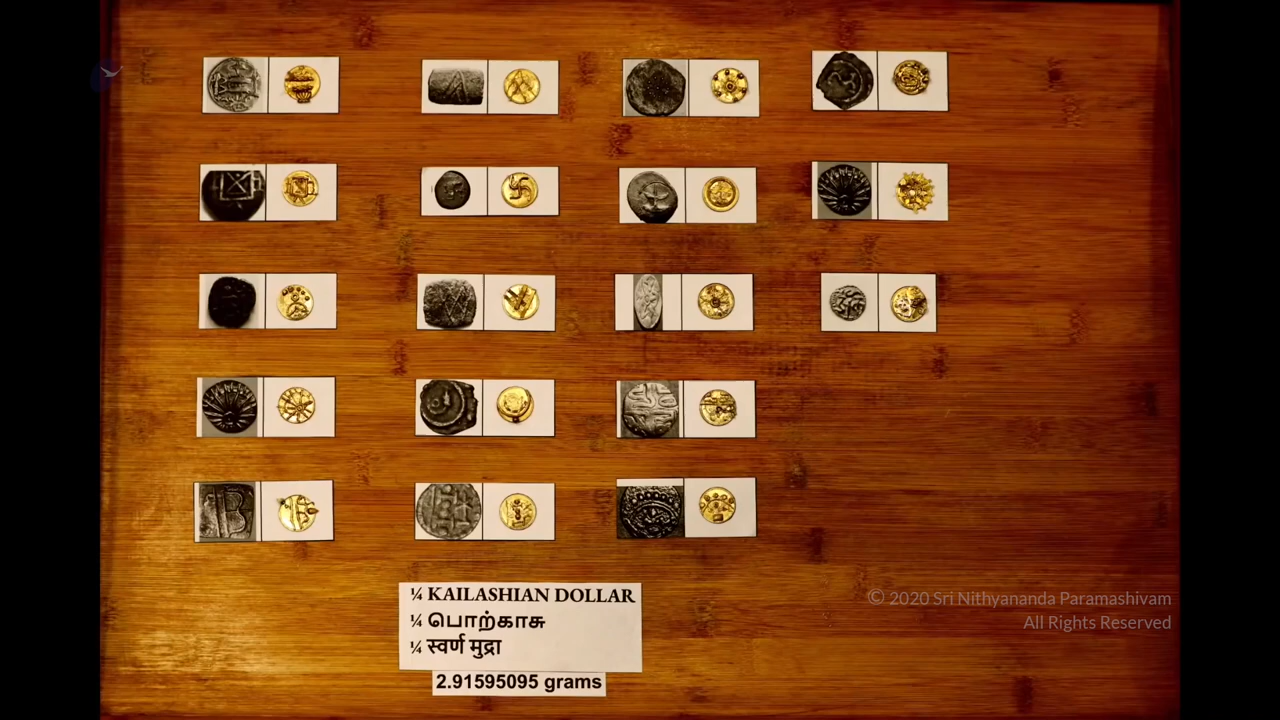 ¼ KAILASHIAN DOLLAR
¼ பொற்காசு
¼ स्वर्ण मुद्रा
2.91595095 grams
© 2020 Sri Nithyananda Paramashivam
All Rights Reserved